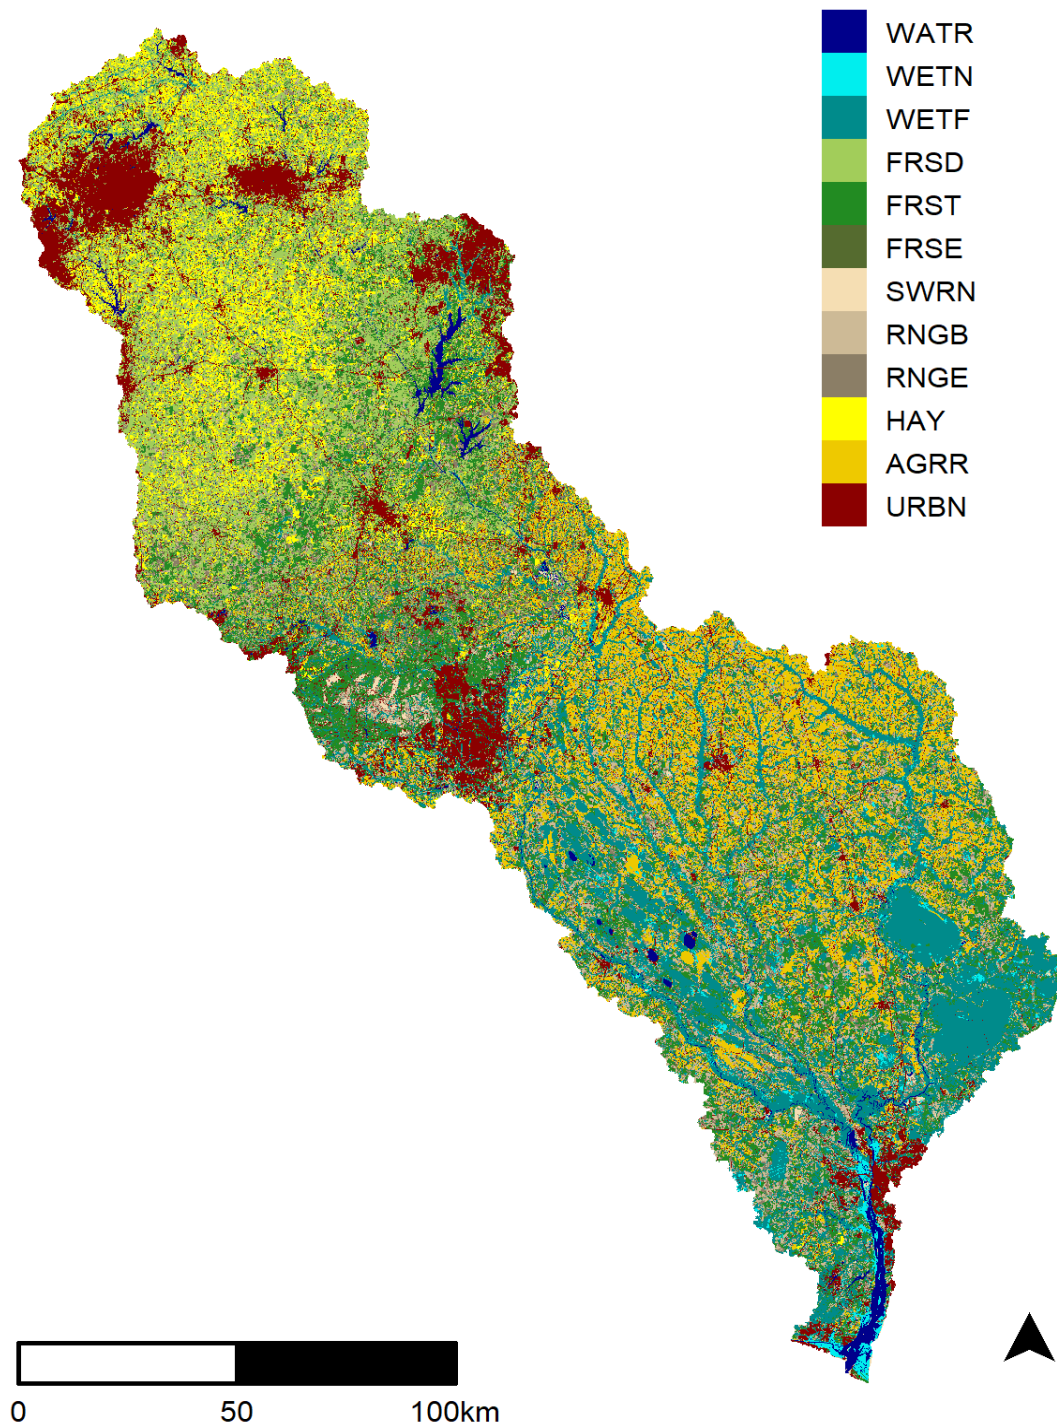 WATR
WETN
WETF
FRSD
FRST
FRSE
SWRN
RNGB
RNGE
HAY
AGRR
URBN
0 50 100km